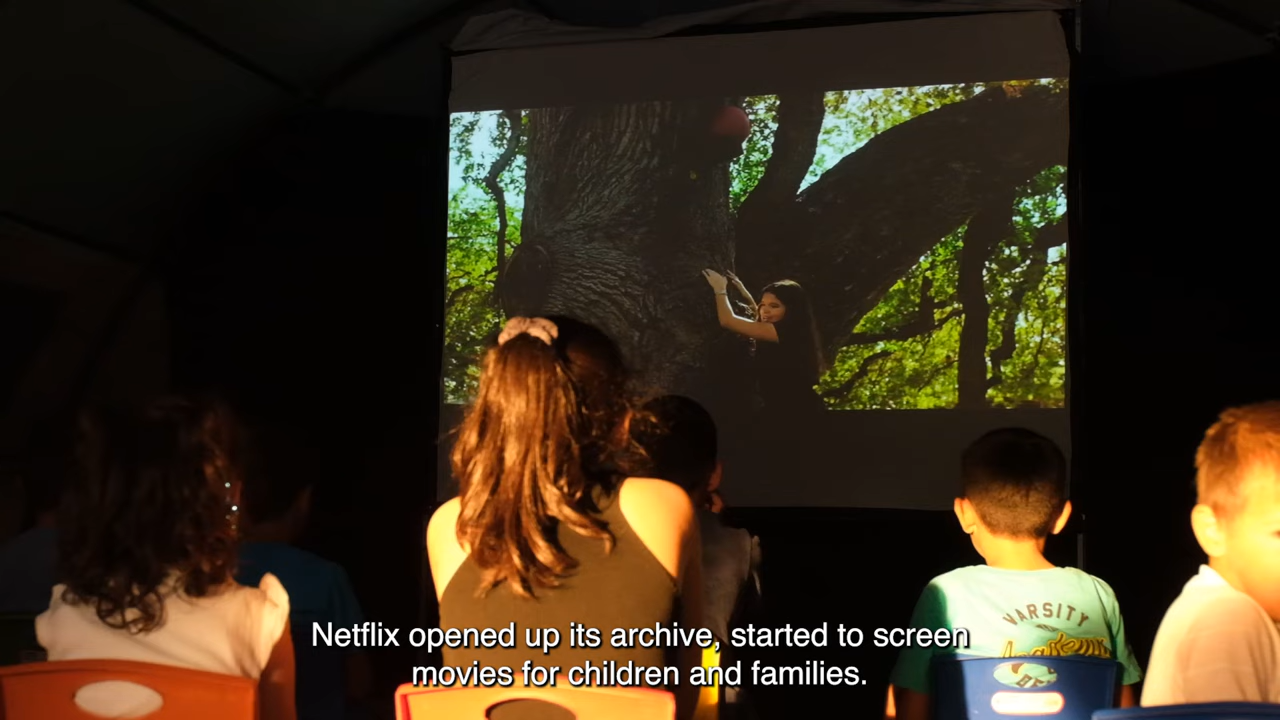 VARSITY
Netflix opened up its archive, started to screen
movies for children and families.